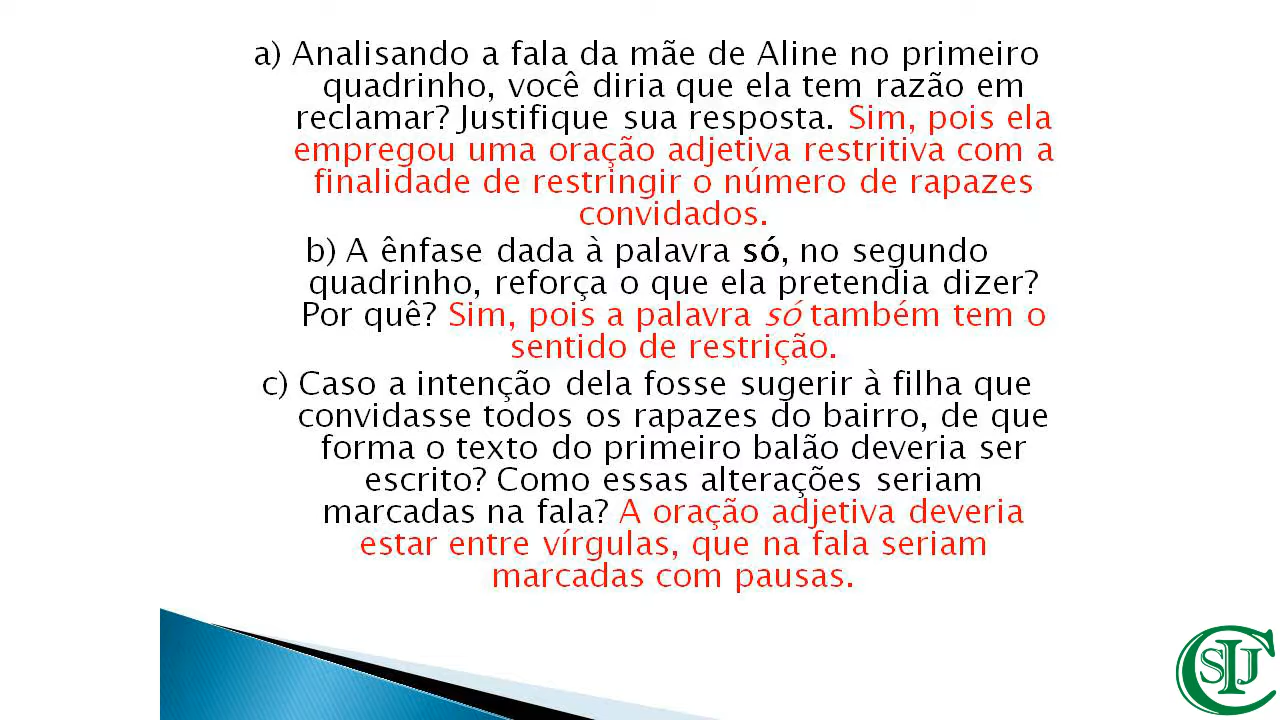 a) Analisando a fala da mãe de Aline no primeiro
quadrinho, você diria que ela tem razão em
reclamar? Justifique sua resposta. Sim, pois ela
empregou uma oração adjetiva restritiva com a
finalidade de restringir o número de rapazes
convidados.
b) A ênfase dada à palavra só, no segundo
quadrinho, reforça o que ela pretendia dizer?
Por quê? Sim, pois a palavra só também tem o
sentido de restrição.
c) Caso a intenção dela fosse sugerir à filha que
convidasse todos os rapazes do bairro, de que
forma o texto do primeiro balão deveria ser
escrito? Como essas alterações seriam
marcadas na fala? A oração adjetiva deveria
estar entre vírgulas, que na fala seriam
marcadas com pausas.
CSIJ